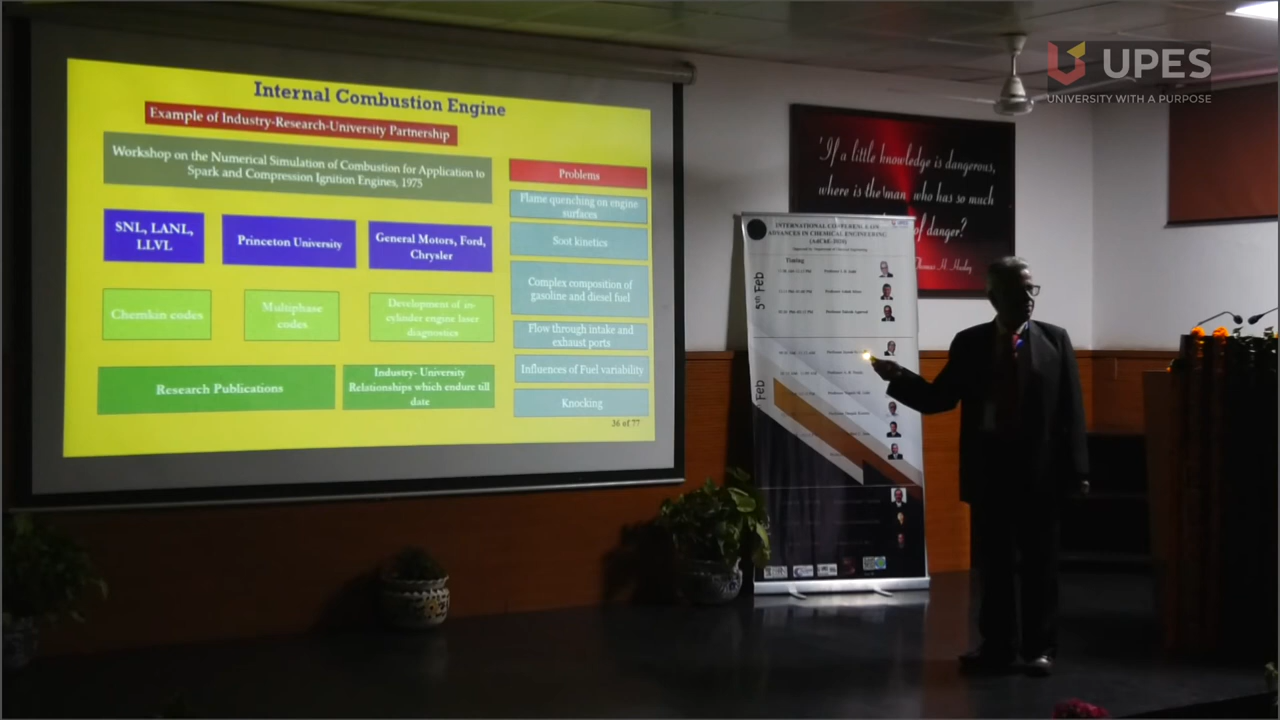 Internal Combustion Engine
Example of Industry-Research-University Partnership
Workshop on the Numerical Simulation of Combustion for Application to
Spark and Compression Ignition Engines, 1975
SNL, LANL,
LLVL
Princeton University
General Motors, Ford,
Chrysler
Chemkin codes
Multiphase
codes
Development of in-
cylinder engine laser
diagnostics
Research Publications
Industry- University
Relationships which endure till
date
Problems
Flame quenching on engine
surfaces
Soot kinetics
Complex composition of
gasoline and diesel fuel
Flow through intake and
exhaust ports
Influences of Fuel variability
Knocking
36 of 77
UPES
UNIVERSITY WITH A PURPOSE
'If a little knowledge is dangerous,
where is the man who has so much
of danger?
Thomas H. Huxley
INTERNATIONAL
ADVANCES IN CHEMICAL ENGINEERING
Timing
5th Feb
Feb